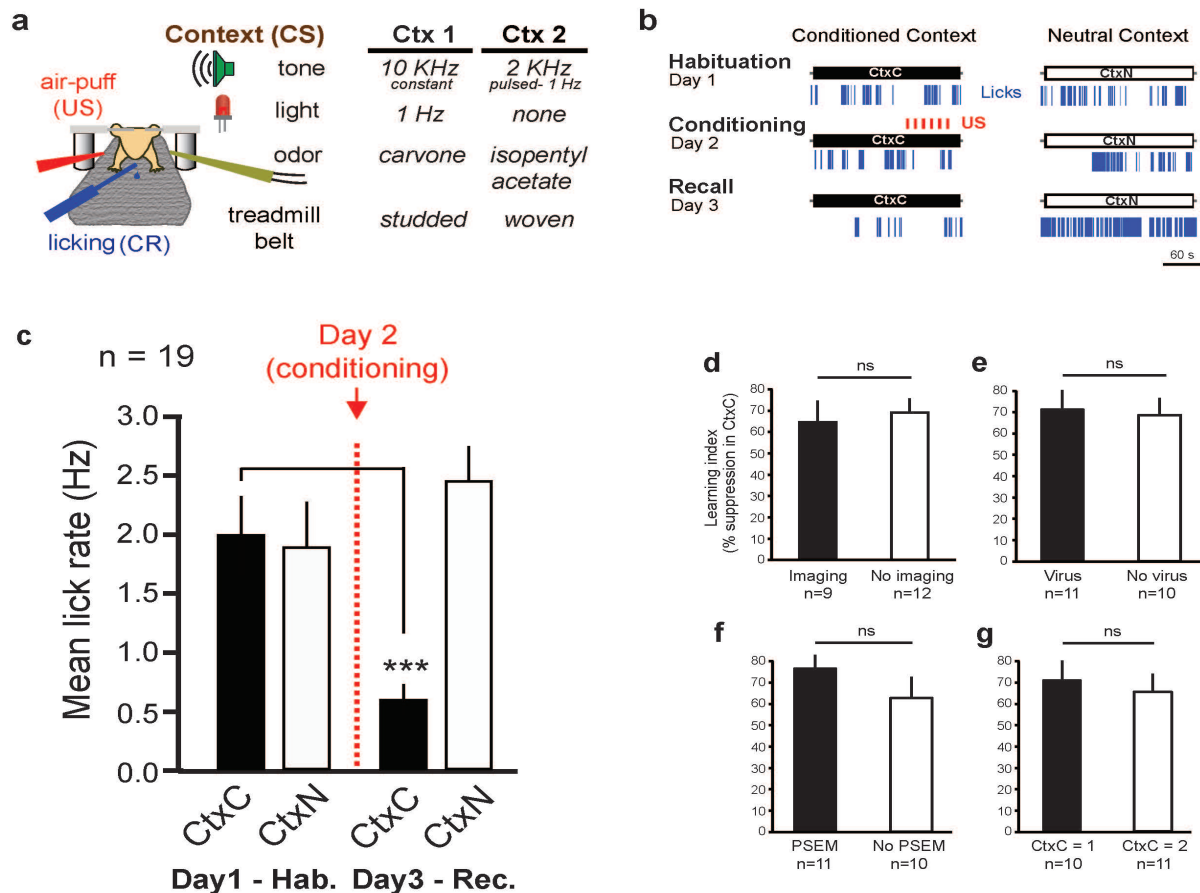 a
Context (CS)
Ctx 1
Ctx 2
air-puff
(US)
tone
10 KHz
constant
2 KHz
pulsed- 1 Hz
light
1 Hz
none
odor
carvone
isopentyl
acetate
treadmill
belt
studded
woven
licking (CR)
b
Conditioned Context
Neutral Context
Habituation
Day 1
CtxC
CtxN
Licks
US
Conditioning
Day 2
CtxC
CtxN
Recall
Day 3
CtxC
CtxN
60 s
c
n = 19
Day 2
(conditioning)
Mean lick rate (Hz)
3.0
2.5
2.0
1.5
1.0
0.5
0.0
***
CtxC
CtxN
CtxC
CtxN
Day1 - Hab.
Day3 - Rec.
d
ns
Learning index
(% suppression in CtxC)
80
70
60
50
40
30
20
10
0
Imaging
n=9
No imaging
n=12
e
ns
80
70
60
50
40
30
20
10
0
Virus
n=11
No virus
n=10
f
ns
80
70
60
50
40
30
20
10
0
PSEM
n=11
No PSEM
n=10
g
ns
80
70
60
50
40
30
20
10
0
CtxC = 1
n=10
CtxC = 2
n=11